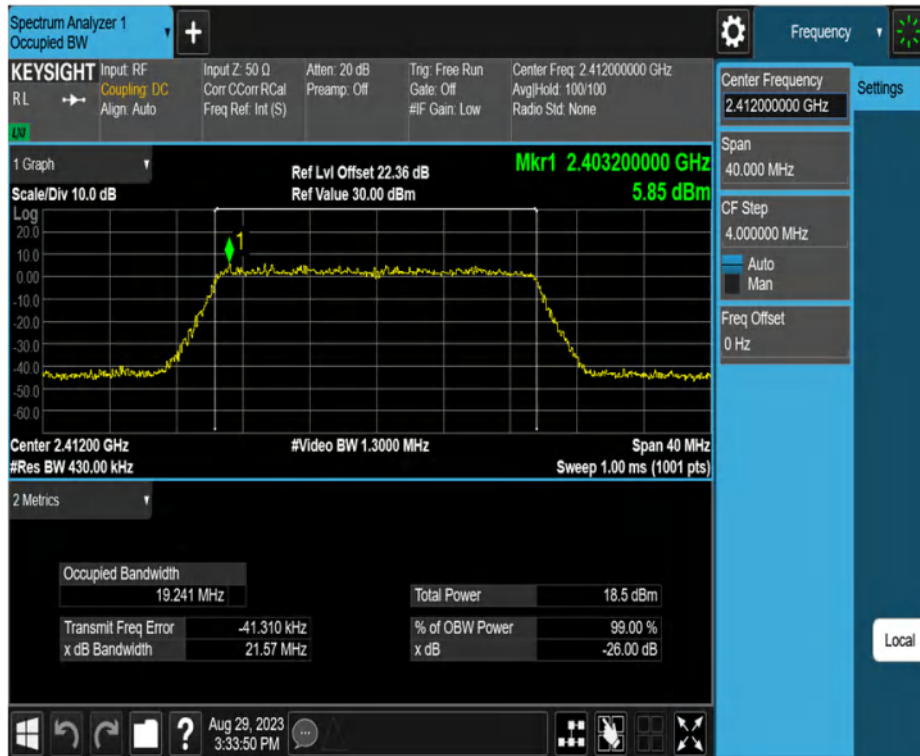 Spectrum Analyzer 1
Occupied BW
+
Frequency
KEYSIGHT
RL
LXI
Input: RF
Coupling: DC
Align: Auto
Input Z: 50 Ω
Corr CCorr RCal
Freq Ref: Int (S)
Atten: 20 dB
Preamp: Off
Trig: Free Run
Gate: Off
#IF Gain: Low
Center Freq: 2.412000000 GHz
Avg|Hold: 100/100
Radio Std: None
Center Frequency
2.412000000 GHz
Settings
Span
40.000 MHz
CF Step
4.000000 MHz
Auto
Man
Freq Offset
0 Hz
1 Graph
Scale/Div 10.0 dB
Ref Lvl Offset 22.36 dB
Ref Value 30.00 dBm
Mkr1 2.403200000 GHz
5.85 dBm
Log
20.0
10.0
0.00
-10.0
-20.0
-30.0
-40.0
-50.0
-60.0
1
Center 2.41200 GHz
#Video BW 1.3000 MHz
Span 40 MHz
#Res BW 430.00 kHz
Sweep 1.00 ms (1001 pts)
2 Metrics
Occupied Bandwidth
19.241 MHz
Total Power 18.5 dBm
Transmit Freq Error -41.310 kHz
% of OBW Power 99.00 %
x dB Bandwidth 21.57 MHz
x dB -26.00 dB
Local
?
Aug 29, 2023
3:33:50 PM